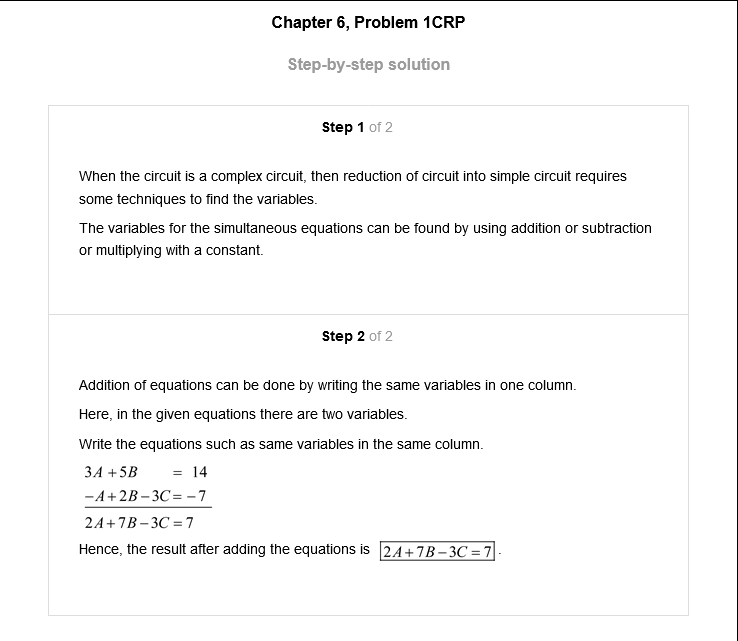 Chapter 6, Problem 1CRP
Step-by-step solution
Step 1 of 2
When the circuit is a complex circuit, then reduction of circuit into simple circuit requires
some techniques to find the variables.
The variables for the simultaneous equations can be found by using addition or subtraction
or multiplying with a constant.
Step 2 of 2
Addition of equations can be done by writing the same variables in one column.
Here, in the given equations there are two variables.
Write the equations such as same variables in the same column.
3A + 5B = 14
−A + 2B − 3C = − 7
2A + 7B − 3C = 7
Hence, the result after adding the equations is 2A + 7B − 3C = 7.